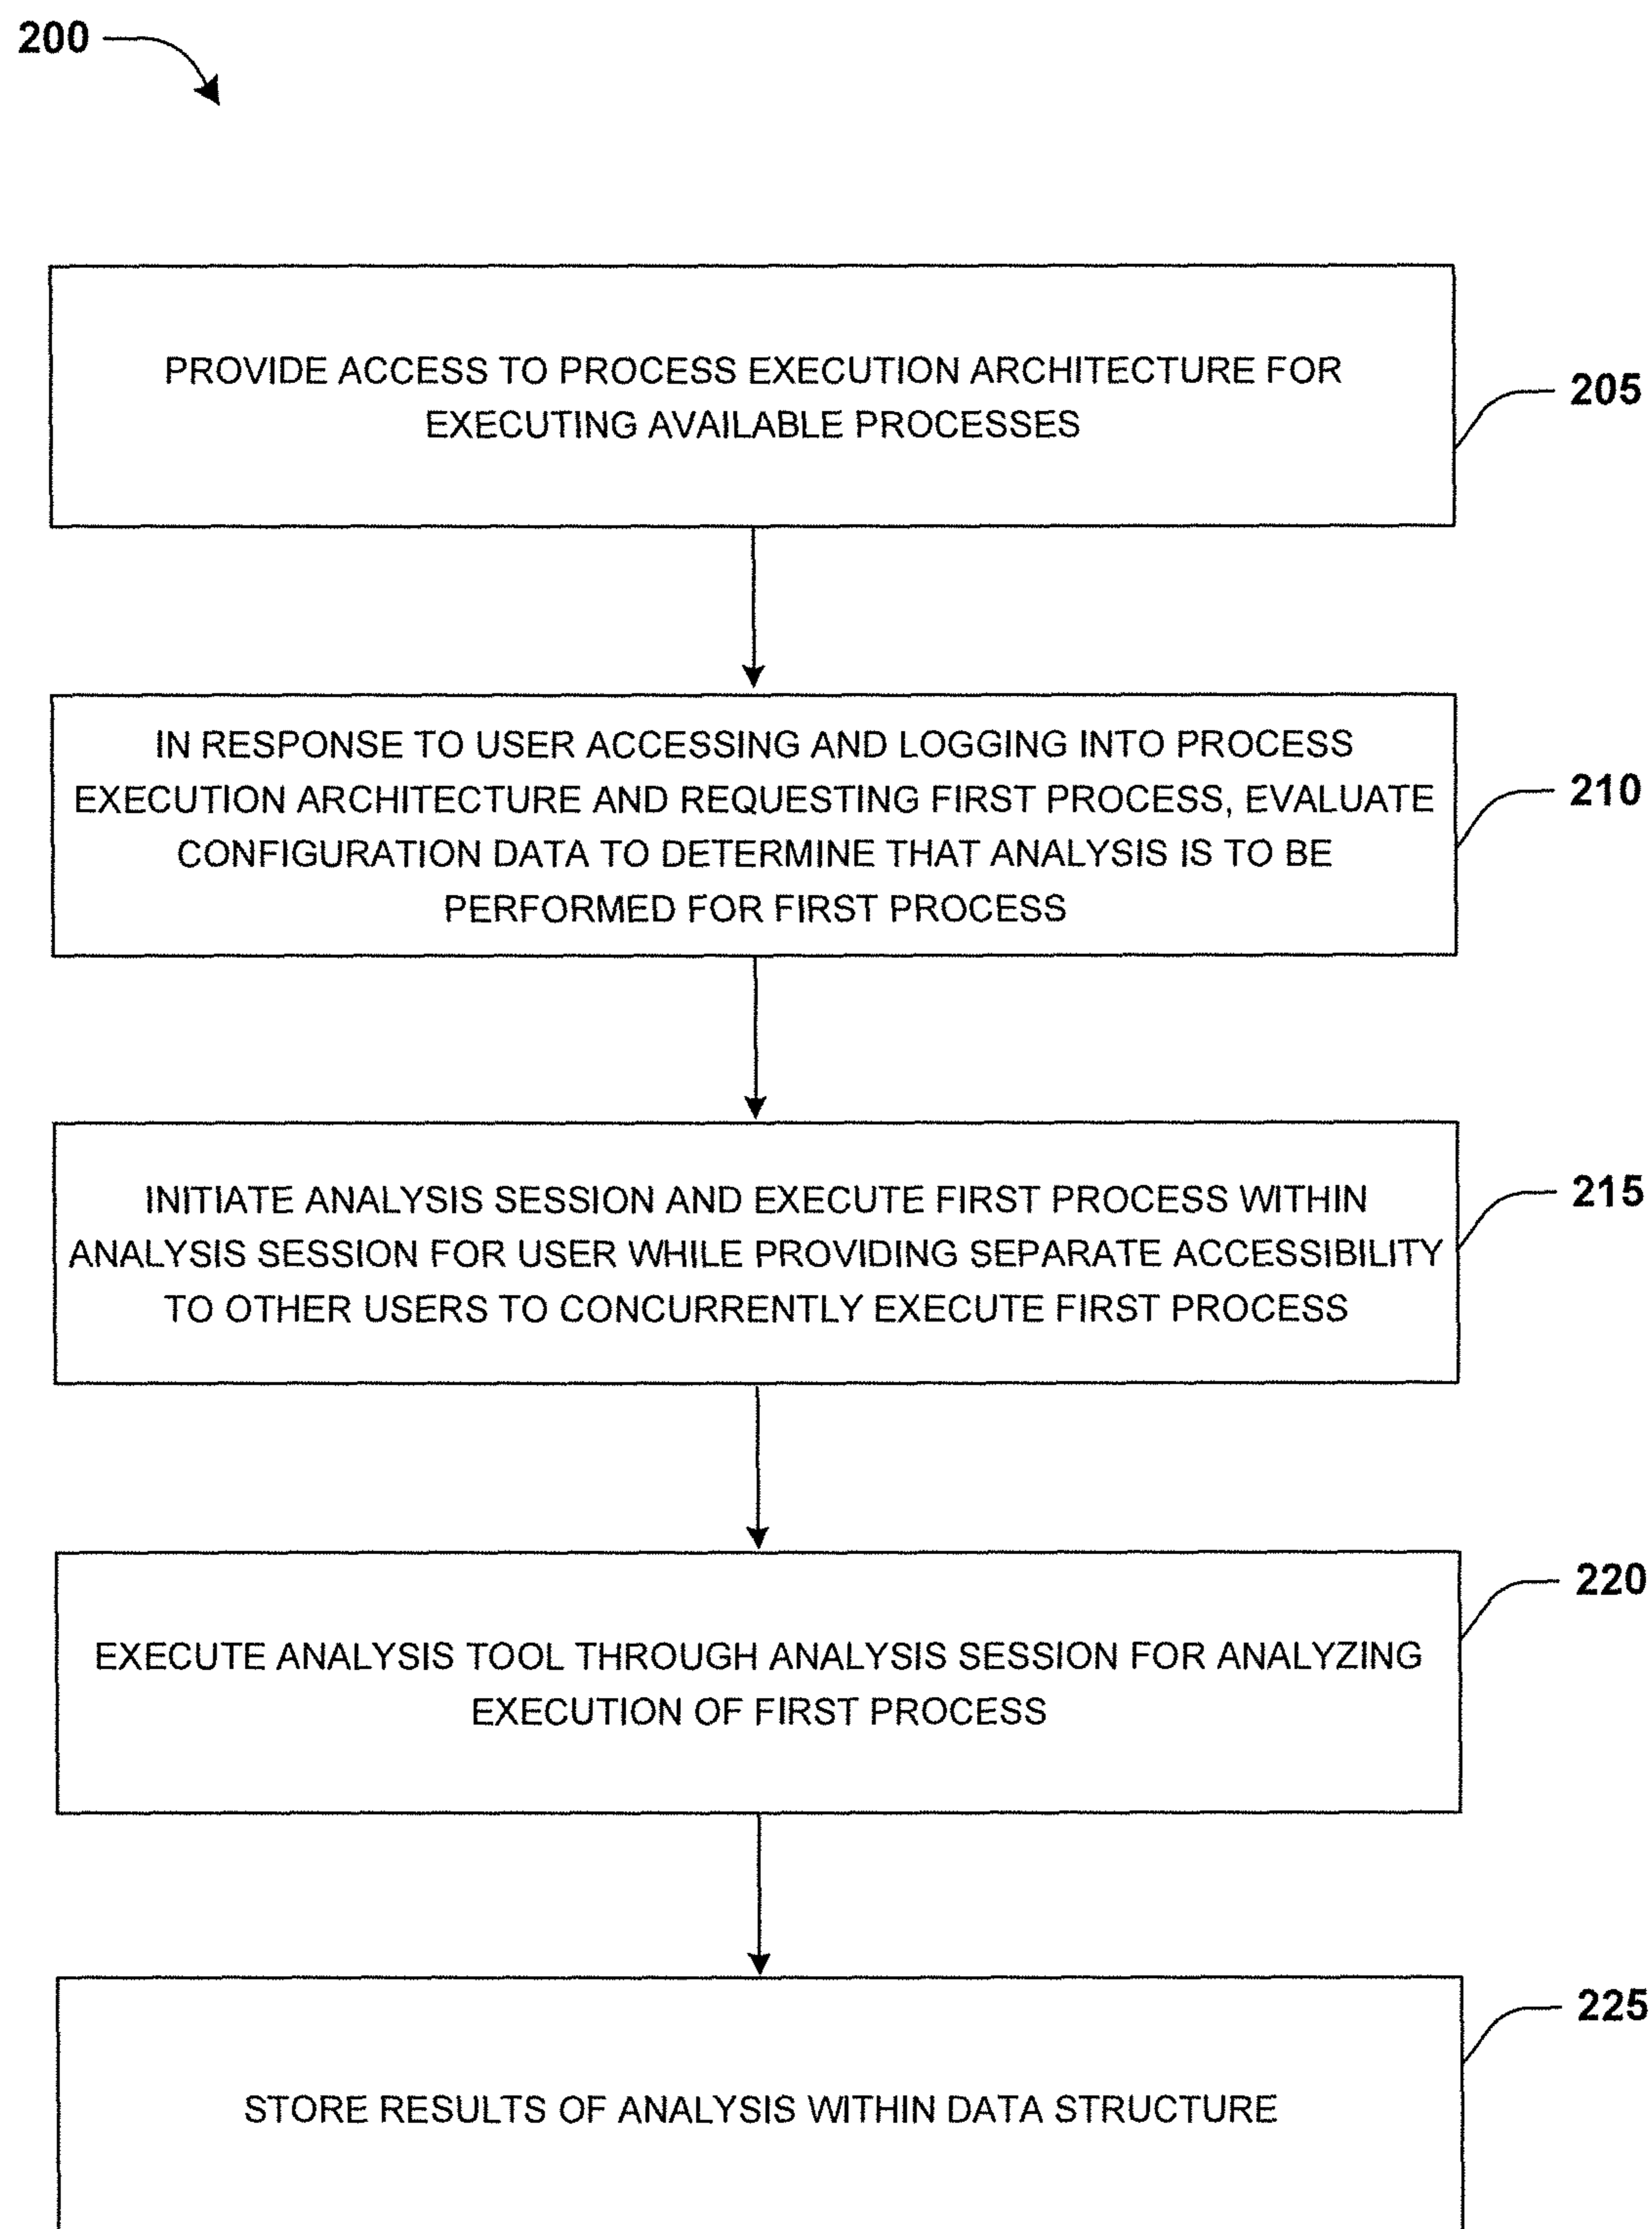 200
PROVIDE ACCESS TO PROCESS EXECUTION ARCHITECTURE FOR
EXECUTING AVAILABLE PROCESSES
205
IN RESPONSE TO USER ACCESSING AND LOGGING INTO PROCESS
EXECUTION ARCHITECTURE AND REQUESTING FIRST PROCESS, EVALUATE
CONFIGURATION DATA TO DETERMINE THAT ANALYSIS IS TO BE
PERFORMED FOR FIRST PROCESS
210
INITIATE ANALYSIS SESSION AND EXECUTE FIRST PROCESS WITHIN
ANALYSIS SESSION FOR USER WHILE PROVIDING SEPARATE ACCESSIBILITY
TO OTHER USERS TO CONCURRENTLY EXECUTE FIRST PROCESS
215
EXECUTE ANALYSIS TOOL THROUGH ANALYSIS SESSION FOR ANALYZING
EXECUTION OF FIRST PROCESS
220
STORE RESULTS OF ANALYSIS WITHIN DATA STRUCTURE
225